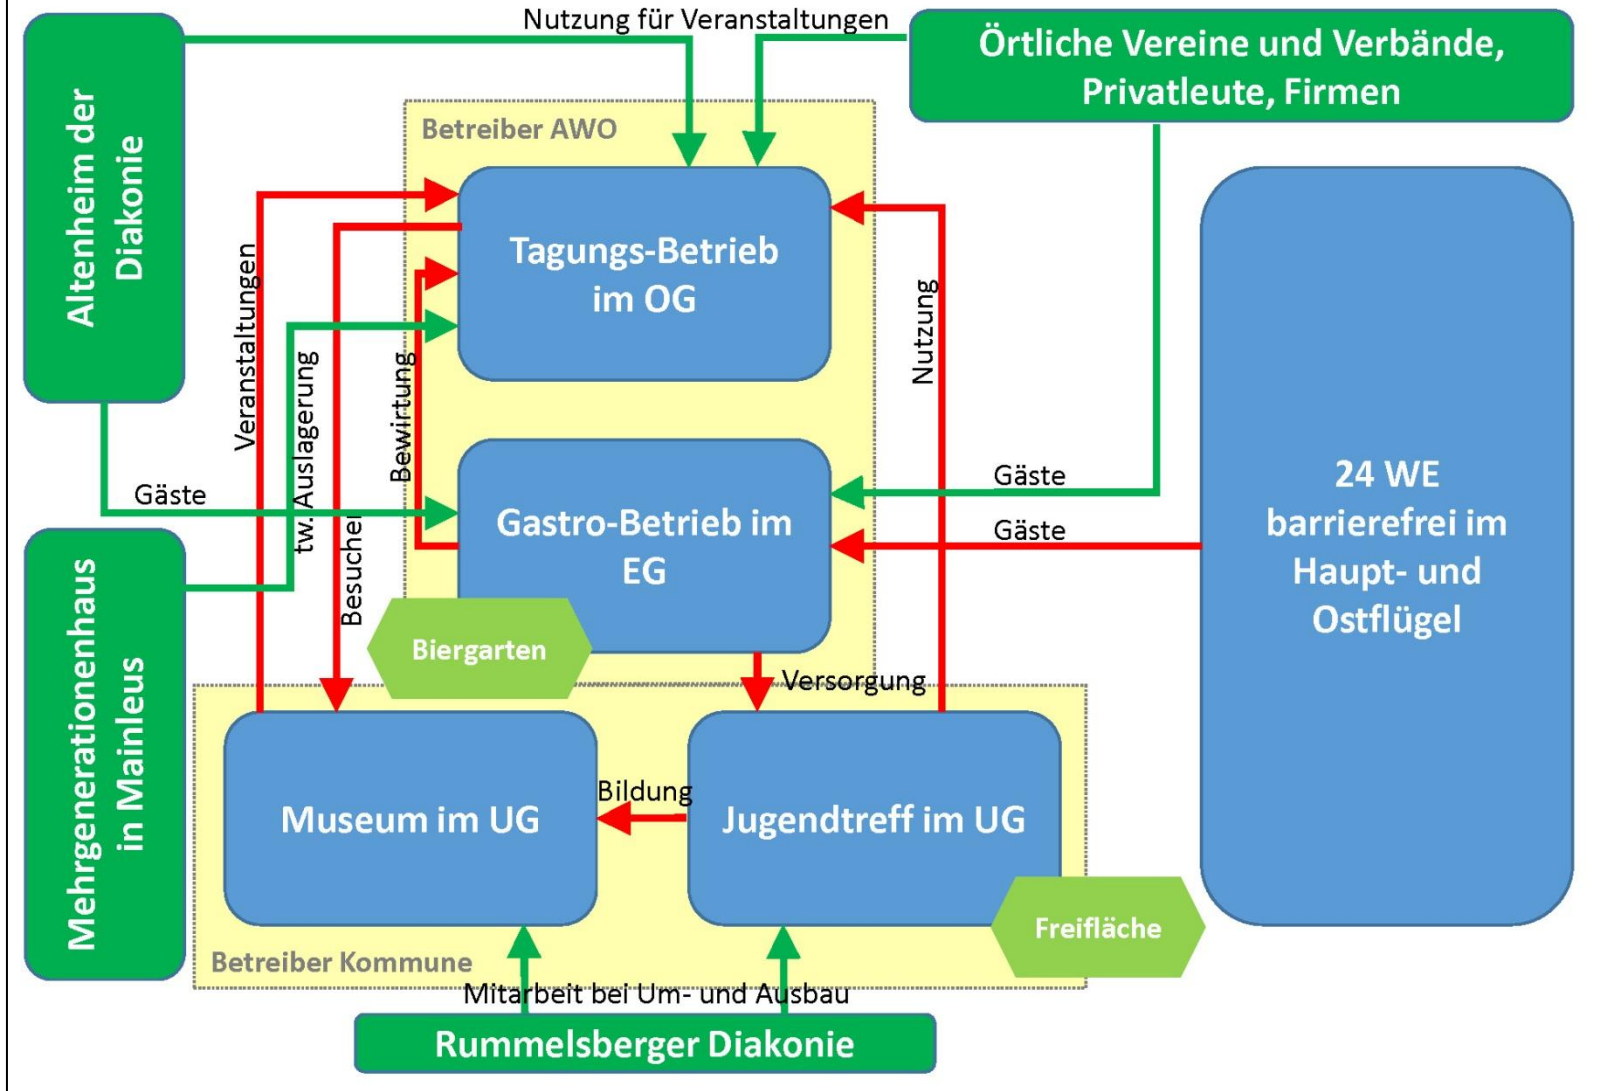 Nutzung für Veranstaltungen
Örtliche Vereine und Verbände,
Privatleute, Firmen
Altenheim der
Diakonie
Betreiber AWO
Tagungs-Betrieb
im OG
Veranstaltungen
tw. Auslagerung
Besucher
Bewirtung
Nutzung
24 WE
barrierefrei im
Haupt- und
Ostflügel
Gäste
Gäste
Gäste
Gastro-Betrieb im
EG
Mehrgenerationenhaus
in Mainleus
Biergarten
Versorgung
Museum im UG
Bildung
Jugendtreff im UG
Freifläche
Betreiber Kommune
Mitarbeit bei Um- und Ausbau
Rummelsberger Diakonie